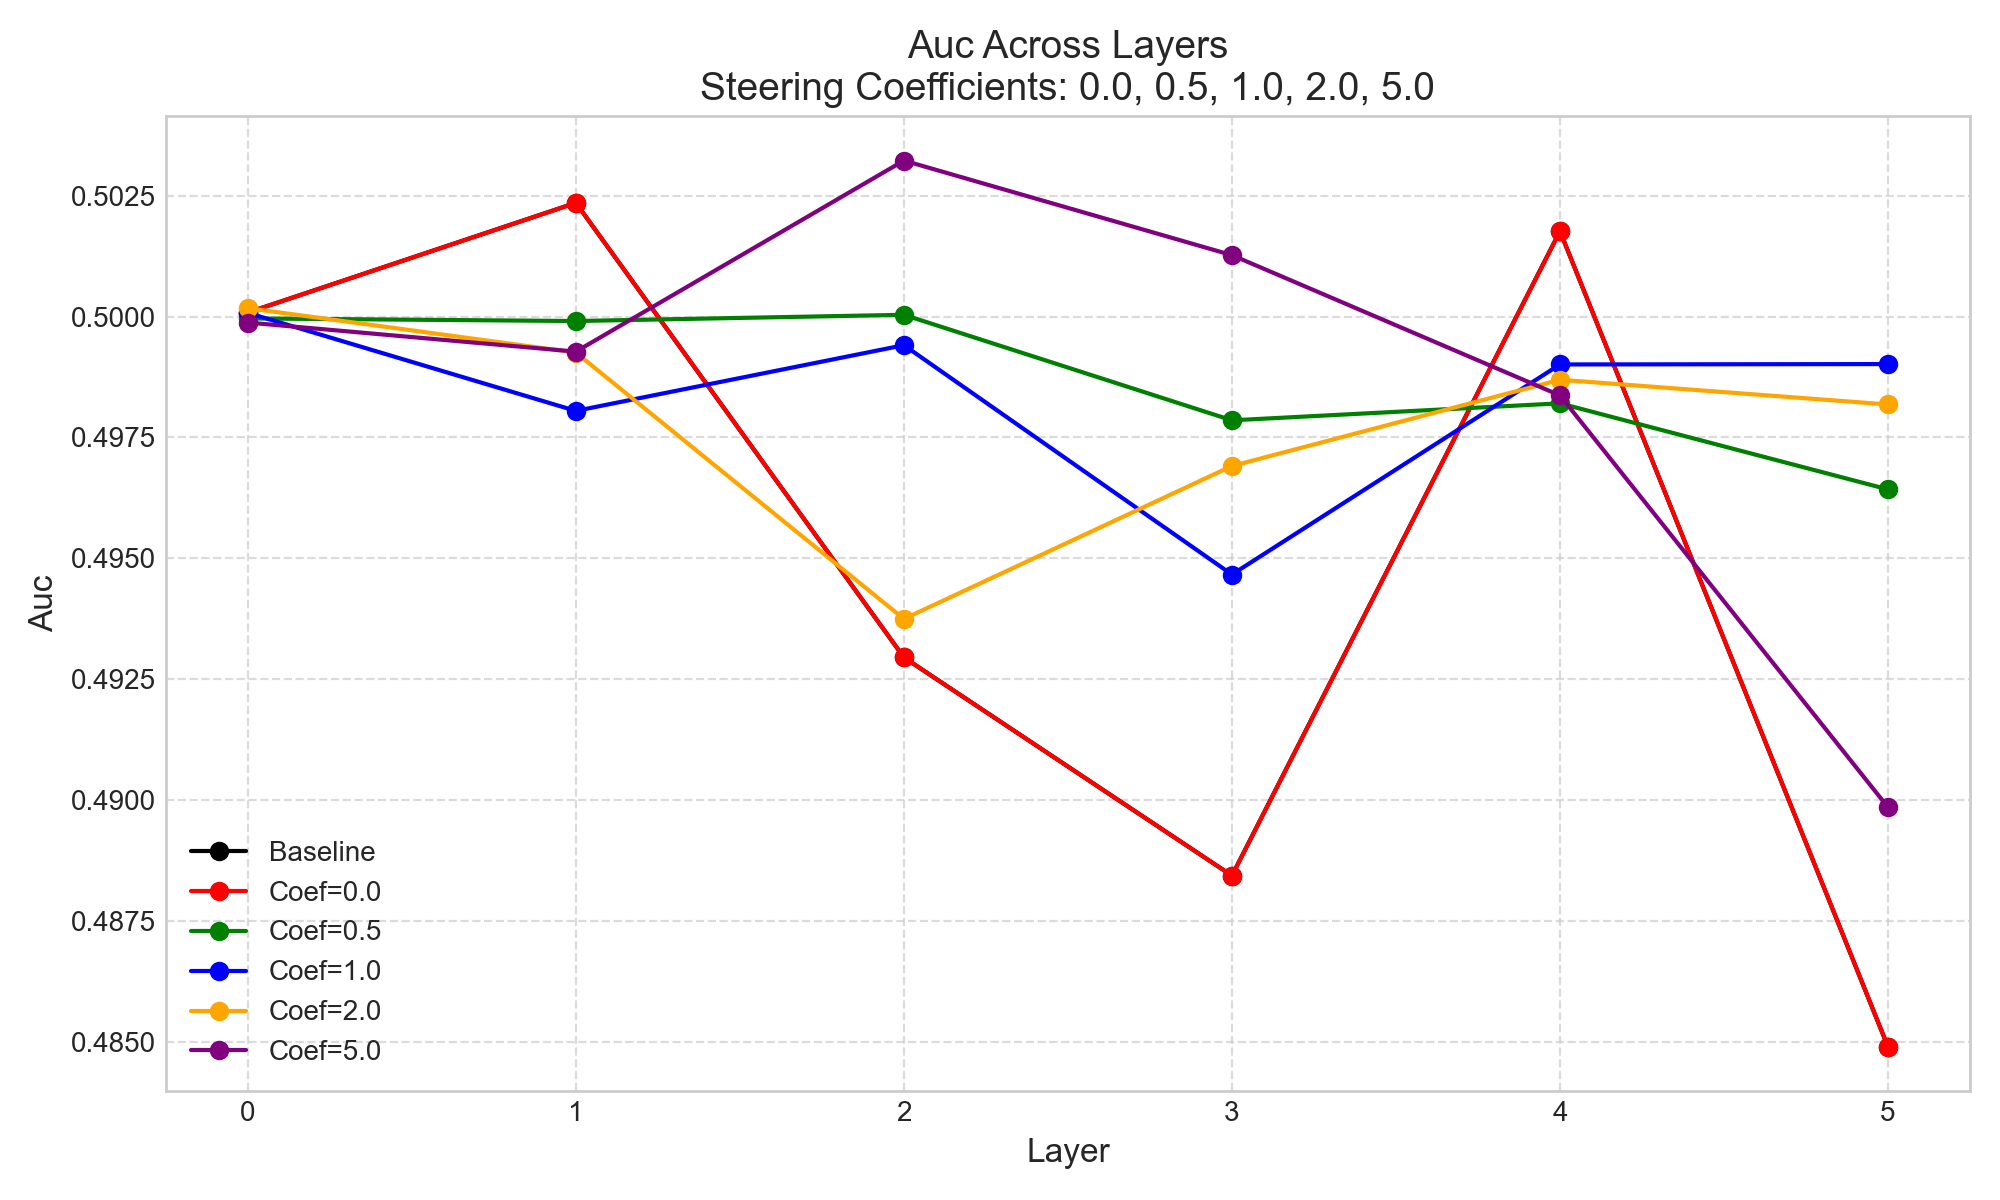 Auc Across Layers
Steering Coefficients: 0.0, 0.5, 1.0, 2.0, 5.0
0.5025
0.5000
0.4975
0.4950
0.4925
0.4900
0.4875
0.4850
Auc
Baseline
Coef=0.0
Coef=0.5
Coef=1.0
Coef=2.0
Coef=5.0
0 1 2 3 4 5
Layer